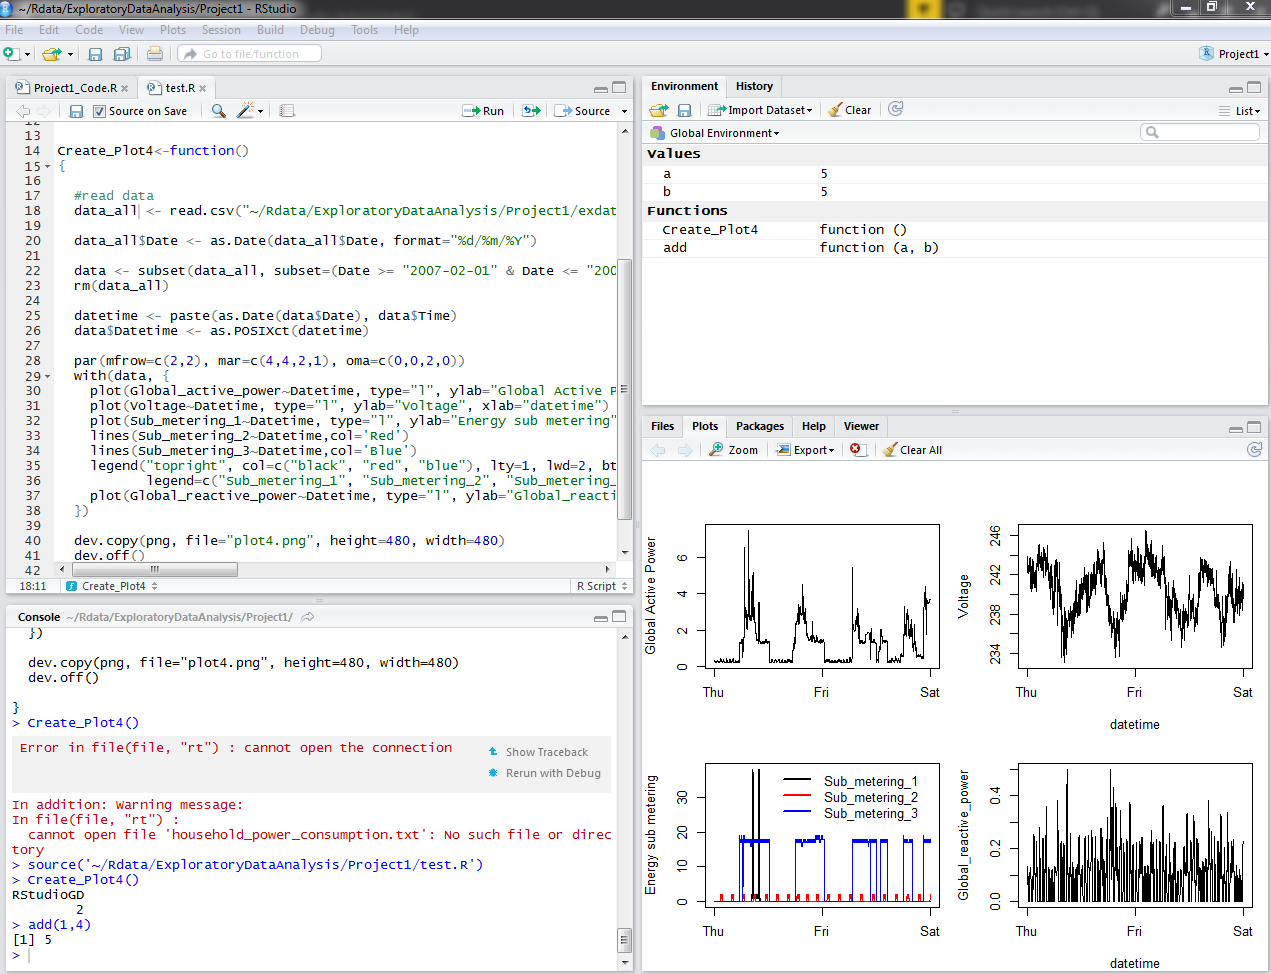 ~/Rdata/ExploratoryDataAnalysis/Project1 - RStudio
File Edit Code View Plots Session Build Debug Tools Help
Go to file/function
Project1
Project1_Code.R
test.R
Source on Save
Run
Source
12
13
14 Create_Plot4<-function()
15 {
16
17 #read data
18 data_all <- read.csv("~/Rdata/ExploratoryDataAnalysis/Project1/exdat
19
20 data_all$Date <- as.Date(data_all$Date, format="%d/%m/%Y")
21
22 data <- subset(data_all, subset=(Date >= "2007-02-01" & Date <= "200
23 rm(data_all)
24
25 datetime <- paste(as.Date(data$Date), data$Time)
26 data$Datetime <- as.POSIXct(datetime)
27
28 par(mfrow=c(2,2), mar=c(4,4,2,1), oma=c(0,0,2,0))
29 with(data, {
30 plot(Global_active_power~Datetime, type="l", ylab="Global Active P
31 plot(Voltage~Datetime, type="l", ylab="Voltage", xlab="datetime")
32 plot(Sub_metering_1~Datetime, type="l", ylab="Energy sub metering"
33 lines(Sub_metering_2~Datetime,col='Red')
34 lines(Sub_metering_3~Datetime,col='Blue')
35 legend("topright", col=c("black", "red", "blue"), lty=1, lwd=2, bt
36 legend=c("Sub_metering_1", "Sub_metering_2", "Sub_metering_
37 plot(Global_reactive_power~Datetime, type="l", ylab="Global_reacti
38 })
39
40 dev.copy(png, file="plot4.png", height=480, width=480)
41 dev.off()
42
18:11 Create_Plot4 R Script
Console ~/Rdata/ExploratoryDataAnalysis/Project1/
})
dev.copy(png, file="plot4.png", height=480, width=480)
dev.off()
}
> Create_Plot4()
Error in file(file, "rt") : cannot open the connection
Show Traceback
Rerun with Debug
In addition: Warning message:
In file(file, "rt") :
cannot open file 'household_power_consumption.txt': No such file or direc
tory
> source('~/Rdata/ExploratoryDataAnalysis/Project1/test.R')
> Create_Plot4()
RStudioGD
2
> add(1,4)
[1] 5
>
Environment History
Import Dataset Clear List
Global Environment
Values
a 5
b 5
Functions
Create_Plot4 function ()
add function (a, b)
Files Plots Packages Help Viewer
Zoom Export Clear All
Global Active Power
6
4
2
0
Thu Fri Sat
Voltage
246
242
238
234
Thu Fri Sat
datetime
Energy sub metering
30
20
10
0
Sub_metering_1
Sub_metering_2
Sub_metering_3
Thu Fri Sat
Global_reactive_power
0.4
0.2
0.0
Thu Fri Sat
datetime